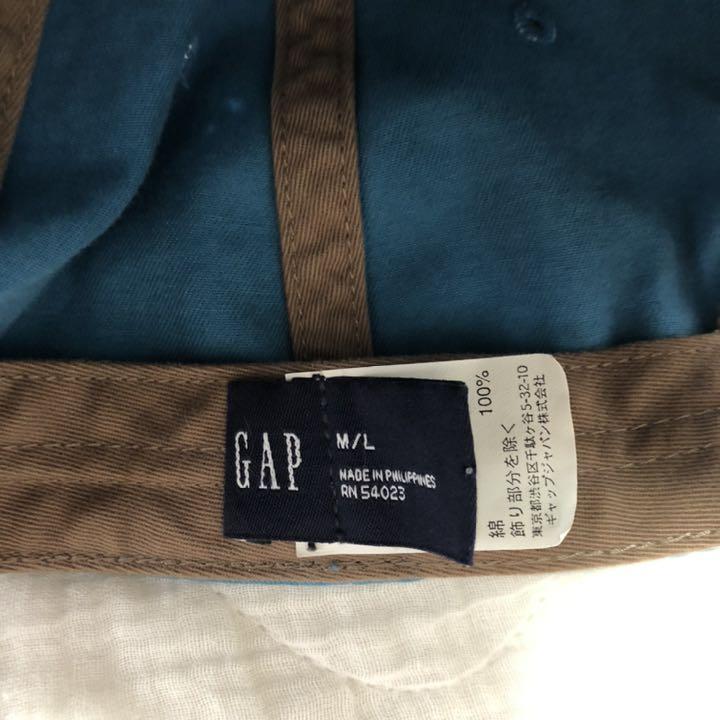 GAP
M/L
MADE IN PHILIPPINES
RN 54023
綿 100%
飾り部分を除く
東京都渋谷区千駄ケ谷5-32-10
ギャップジャパン株式会社